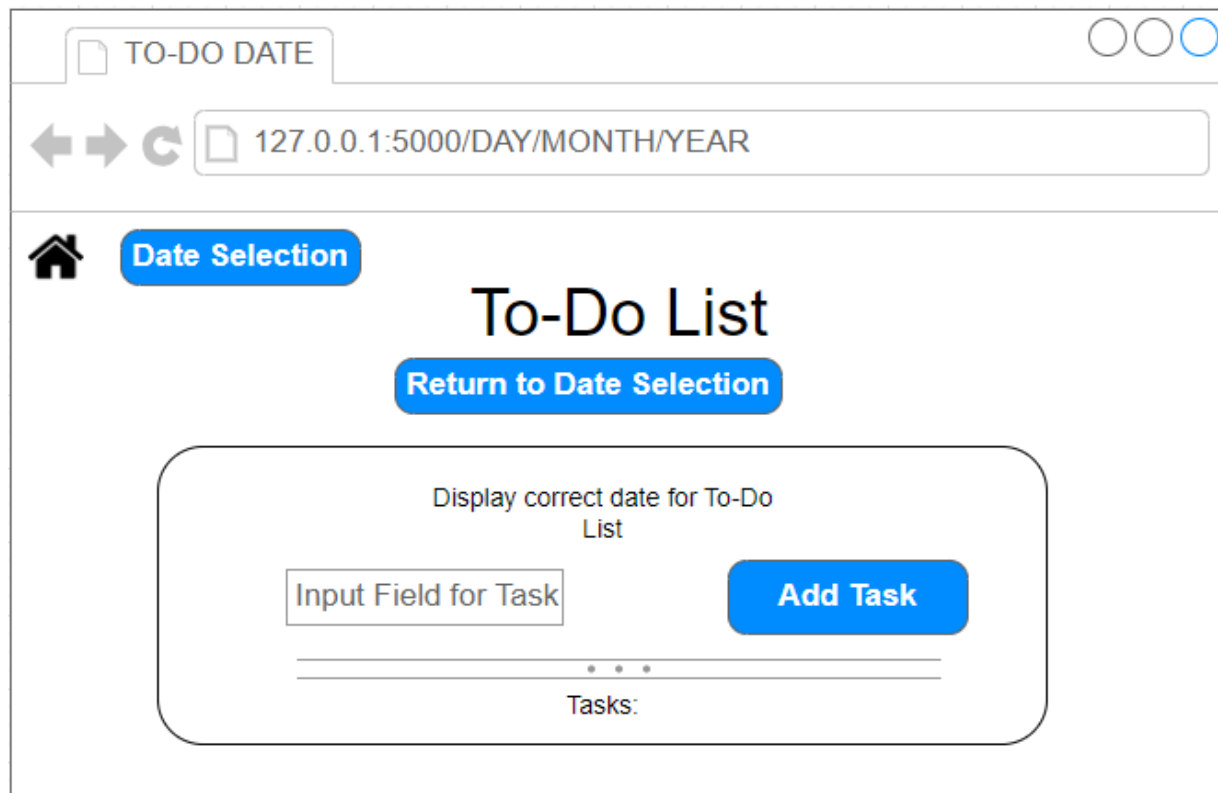 TO-DO DATE
127.0.0.1:5000/DAY/MONTH/YEAR
Date Selection
To-Do List
Return to Date Selection
Display correct date for To-Do
List
Input Field for Task
Add Task
Tasks: